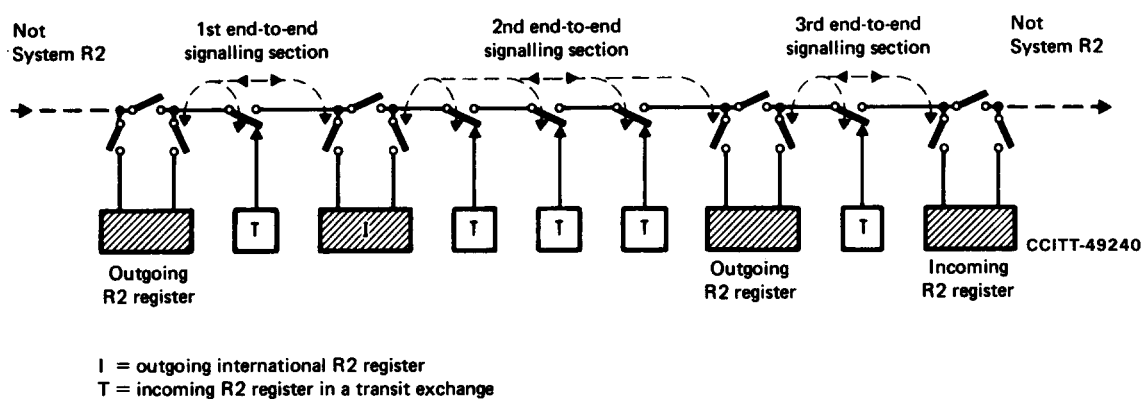 Not
System R2
1st end-to-end
signalling section
2nd end-to-end
signalling section
3rd end-to-end
signalling section
Not
System R2
T
I
T
T
T
T
CCITT-49240
Outgoing
R2 register
Outgoing
R2 register
Incoming
R2 register
I = outgoing international R2 register
T = incoming R2 register in a transit exchange